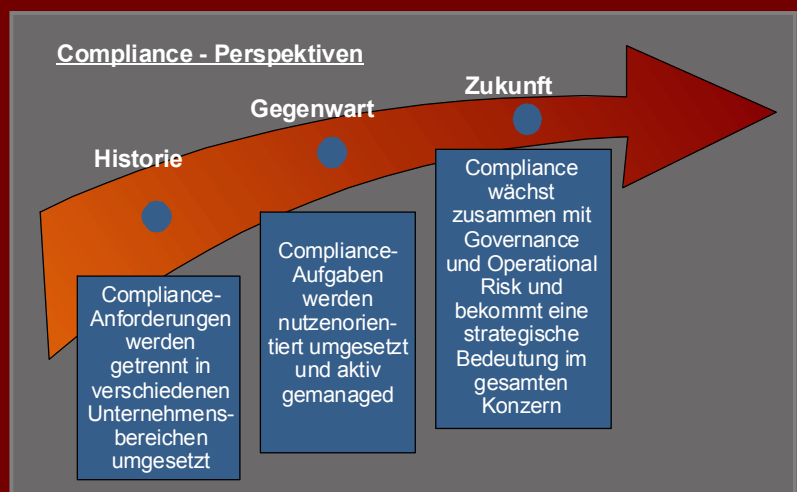 Compliance - Perspektiven
Historie
Compliance-
Anforderungen
werden
getrennt in
verschiedenen
Unternehmens-
bereichen
umgesetzt
Gegenwart
Compliance-
Aufgaben
werden
nutzenorien-
tiert umgesetzt
und aktiv
gemanaged
Zukunft
Compliance
wächst
zusammen mit
Governance
und Operational
Risk und
bekommt eine
strategische
Bedeutung im
gesamten
Konzern